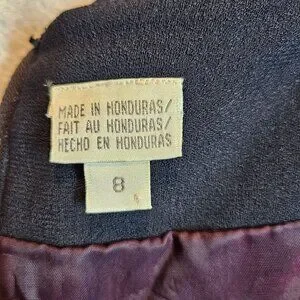 MADE IN HONDURAS/
FAIT AU HONDURAS/
HECHO EN HONDURAS
8